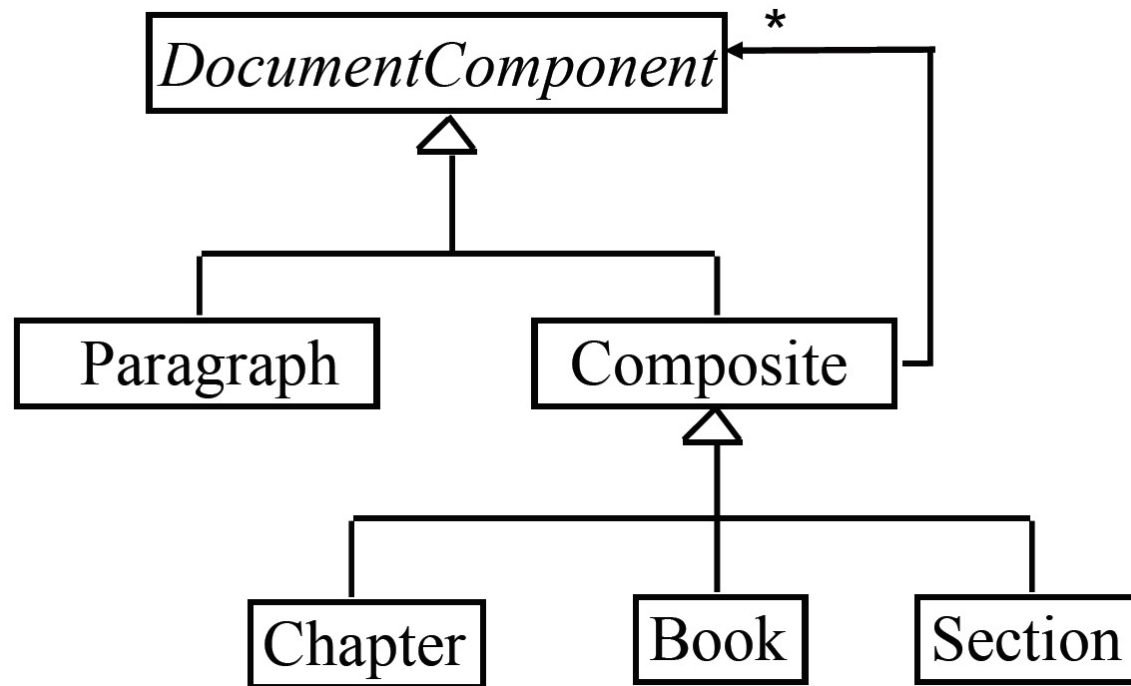 *
DocumentComponent
Paragraph
Composite
Chapter
Book
Section